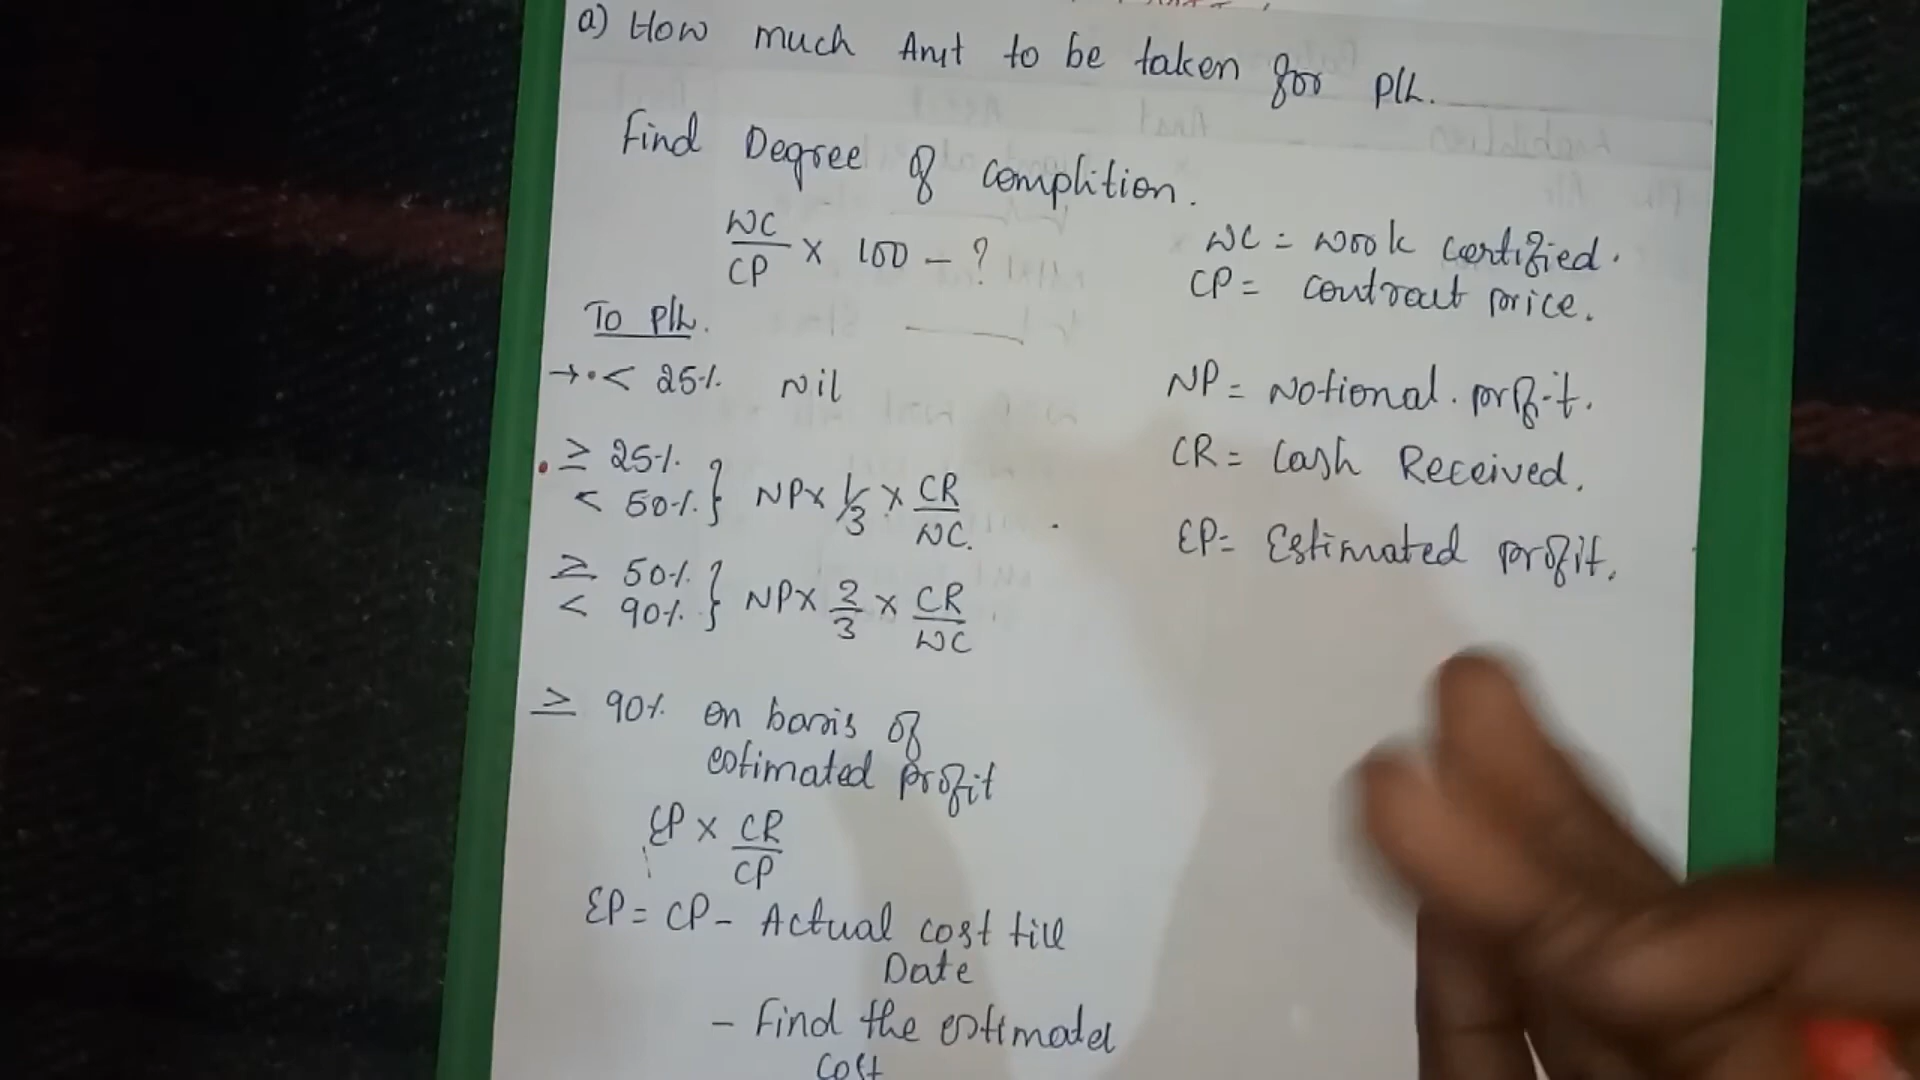 a) How much Amt to be taken for P/L.
Find Degree of complition.
WC/CP × 100 - ?
WC = work certified.
CP = contract price.
To P/L.
→ • < 25% Nil
NP = Notional. profit.
• ≥ 25%
< 50% } NP × 1/3 × CR/WC.
CR = Cash Received.
≥ 50%
< 90% } NP × 2/3 × CR/WC
EP = Estimated profit.
≥ 90% on basis of
estimated profit
EP × CR/CP
EP = CP - Actual cost till
Date
- Find the estimated
cost